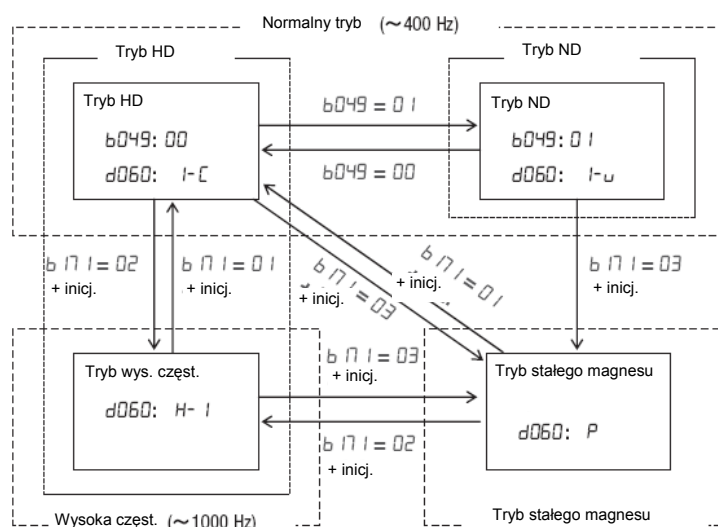 Normalny tryb (~400 Hz)
Tryb HD
Tryb ND
Tryb HD
b049: 00
d060: I-C
b049 = 01
b049 = 00
Tryb ND
b049: 01
d060: I-u
b171 = 02
+ inicj.
b171 = 01
+ inicj.
b171 = 03
+ inicj.
b171 = 01
+ inicj.
b171 = 03
+ inicj.
Tryb wys. częst.
d060: H-I
b171 = 03
+ inicj.
b171 = 02
+ inicj.
Tryb stałego magnesu
d060: P
Wysoka częst. (~1000 Hz)
Tryb stałego magnesu